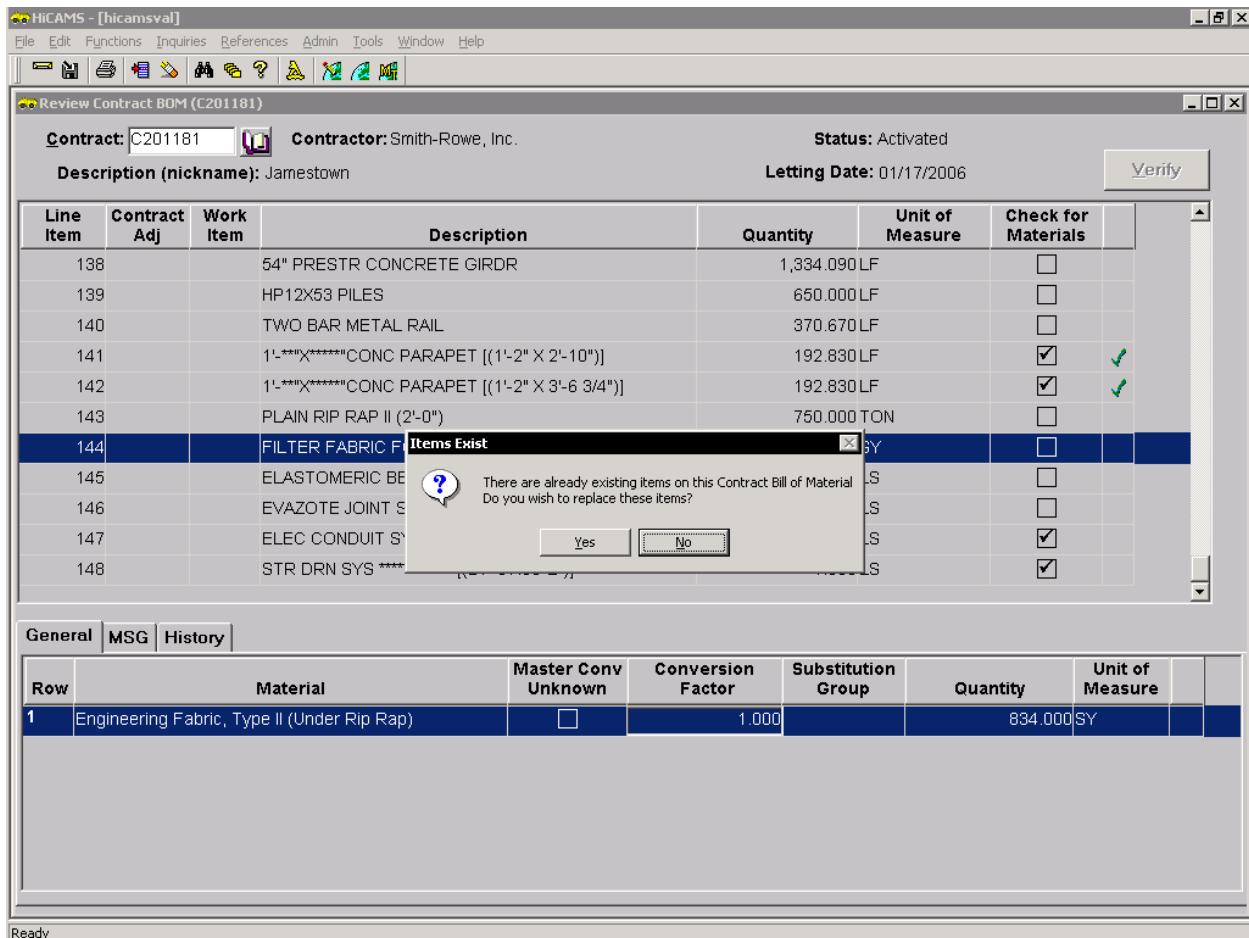 HiCAMS - [hicamsval]
File Edit Functions Inquiries References Admin Tools Window Help
Review Contract BOM (C201181)
Contract: C201181 Contractor: Smith-Rowe, Inc. Status: Activated
Description (nickname): Jamestown Letting Date: 01/17/2006 Verify
Line Item Contract Adj Work Item Description Quantity Unit of Measure Check for Materials
138 54" PRESTR CONCRETE GIRDR 1,334.090 LF
139 HP12X53 PILES 650.000 LF
140 TWO BAR METAL RAIL 370.670 LF
141 1'-**"X******"CONC PARAPET [(1'-2" X 2'-10")] 192.830 LF
142 1'-**"X******"CONC PARAPET [(1'-2" X 3'-6 3/4")] 192.830 LF
143 PLAIN RIP RAP II (2'-0") 750.000 TON
144 FILTER FABRIC SY
145 ELASTOMERIC BE LS
146 EVAZOTE JOINT S LS
147 ELEC CONDUIT LS
148 STR DRN SYS **** LS
Items Exist
There are already existing items on this Contract Bill of Material
Do you wish to replace these items?
Yes No
General MSG History
Row Material Master Conv Unknown Conversion Factor Substitution Group Quantity Unit of Measure
1 Engineering Fabric, Type II (Under Rip Rap) 1.000 834.000 SY
Ready